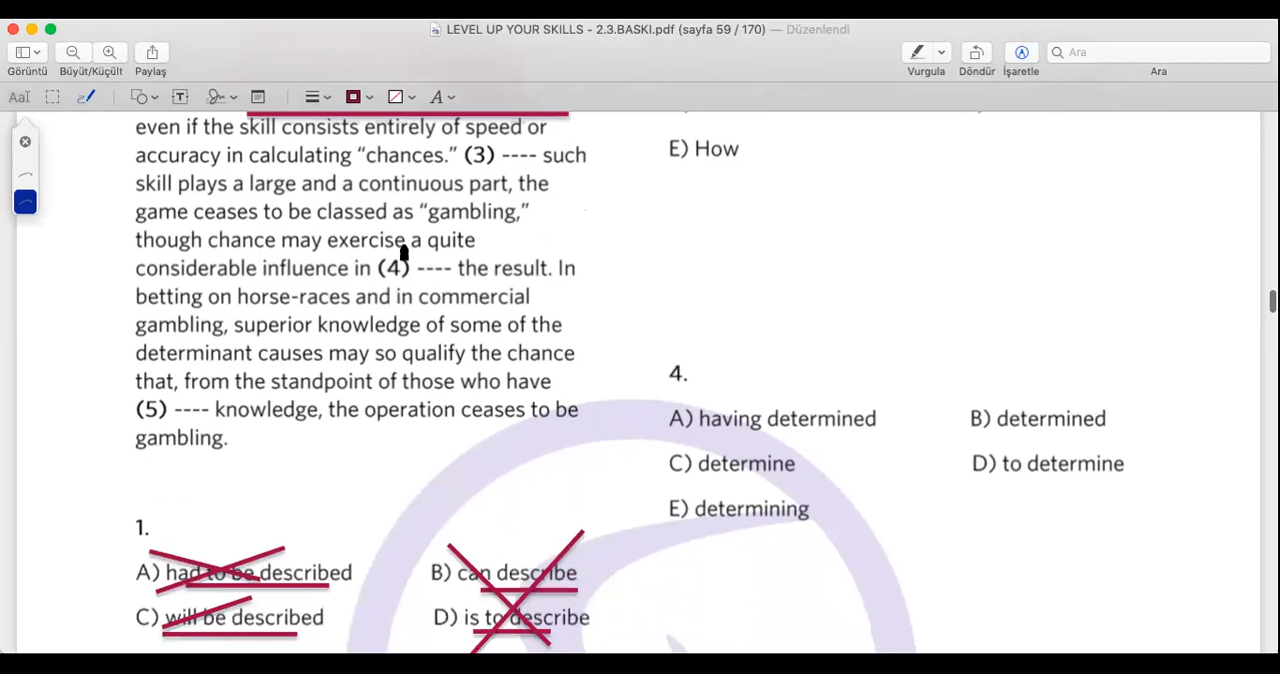 LEVEL UP YOUR SKILLS - 2.3.BASKI.pdf (sayfa 59 / 170) — Düzenlendi
Görüntü Büyüt/Küçült Paylaş Vurgula Döndür İşaretle Ara
Ara
AaI T A
even if the skill consists entirely of speed or
accuracy in calculating “chances.” (3) ---- such
skill plays a large and a continuous part, the
game ceases to be classed as “gambling,”
though chance may exercise a quite
considerable influence in (4) ---- the result. In
betting on horse-races and in commercial
gambling, superior knowledge of some of the
determinant causes may so qualify the chance
that, from the standpoint of those who have
(5) ---- knowledge, the operation ceases to be
gambling.
1.
A) had to be described B) can describe
C) will be described D) is to describe
E) How
4.
A) having determined B) determined
C) determine D) to determine
E) determining